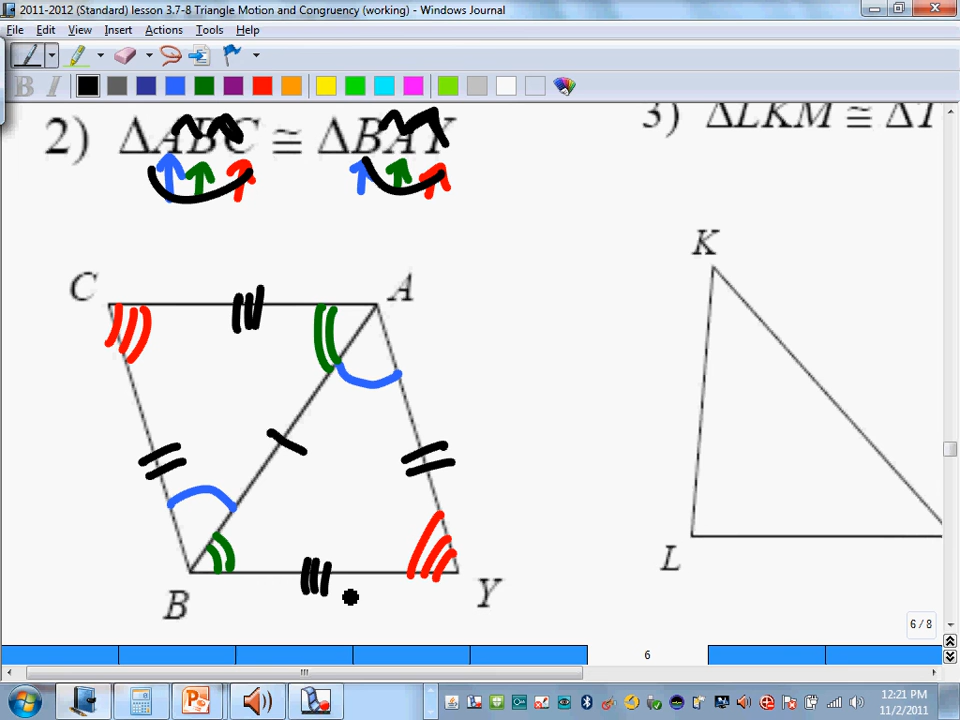 2011-2012 (Standard) lesson 3.7-8 Triangle Motion and Congruency (working) - Windows Journal
File Edit View Insert Actions Tools Help
B I
2) ΔABC ≅ ΔBAY
3) ΔLKM ≅ ΔT
K
C
A
L
B
Y
6 / 8
6
12:21 PM
11/2/2011